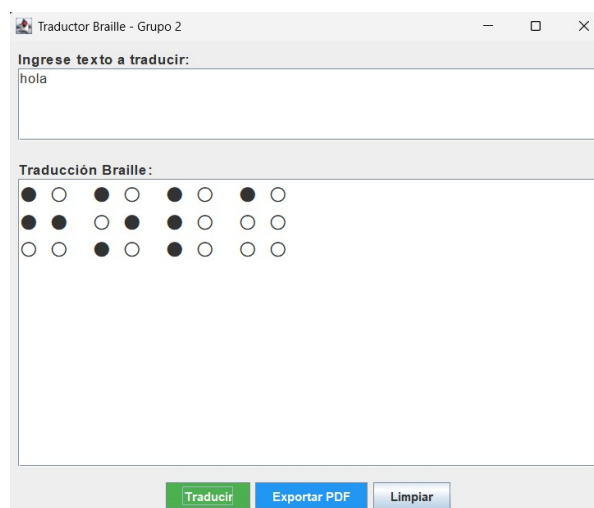 Traductor Braille - Grupo 2
Ingrese texto a traducir:
hola
Traducción Braille:
● ○ ● ○ ● ○ ● ○
● ● ○ ● ● ○ ○ ○
○ ○ ● ○ ● ○ ○ ○
Traducir Exportar PDF Limpiar